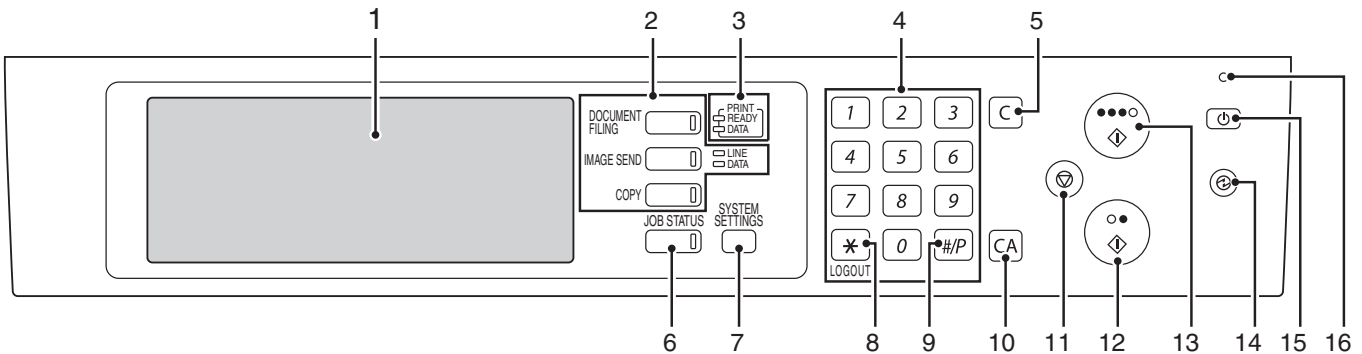 1 2 3 4 5
DOCUMENT
FILING
IMAGE SEND
COPY
JOB STATUS
SYSTEM
SETTINGS
PRINT
READY
DATA
LINE
DATA
1 2 3
4 5 6
7 8 9
* 0 #/P
LOGOUT
C
CA
6 7 8 9 10 11 12 13 14 15 16